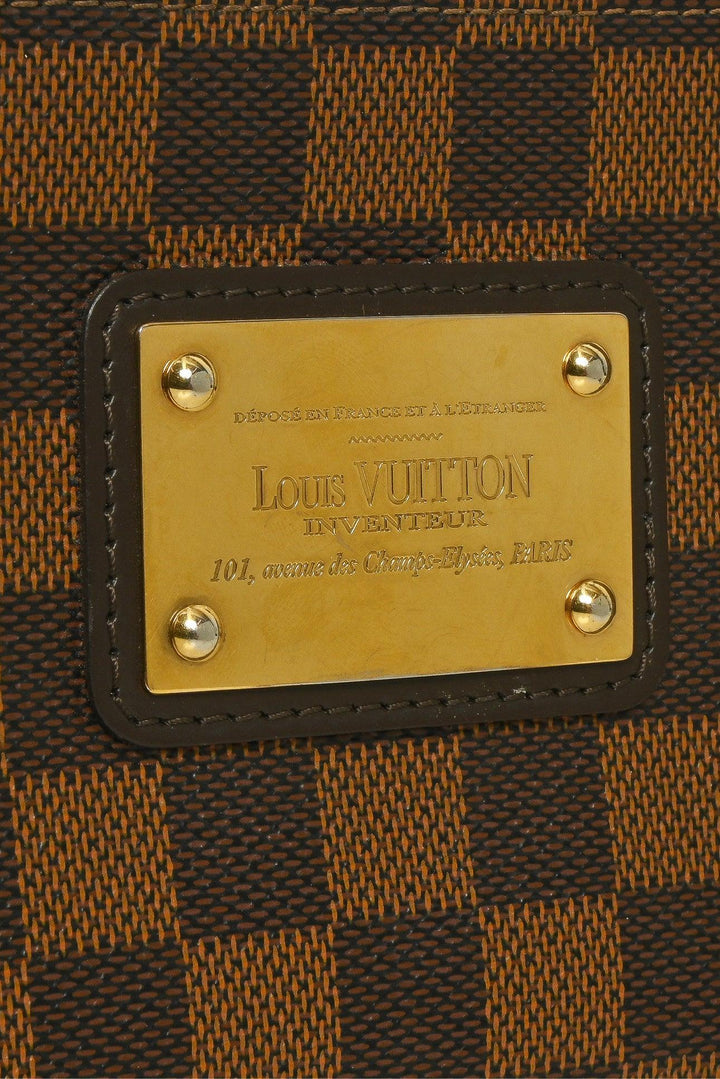 DÉPOSÉ EN FRANCE ET À L'ETRANGER
LOUIS VUITTON
INVENTEUR
101, avenue des Champs-Elysées, PARIS